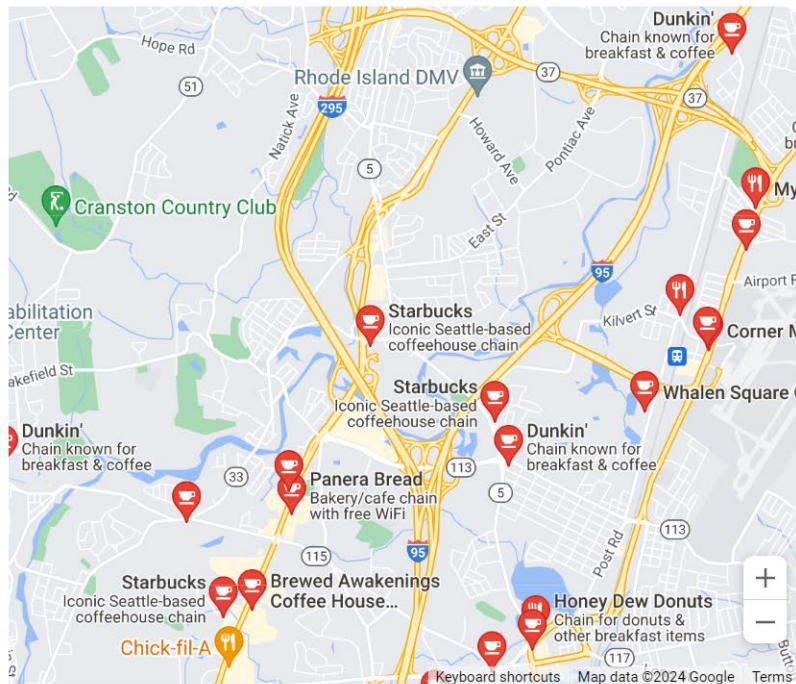 Dunkin'
Chain known for
breakfast & coffee
Hope Rd
37
Rhode Island DMV
51
37
295
Natick Ave
Howard Ave
Pontiac Ave
5
My
Cranston Country Club
East St
95
Airport R
abilitation
Center
Starbucks
Iconic Seattle-based
coffeehouse chain
Kilvert St
Corner M
akefield St
Starbucks
Iconic Seattle-based
coffeehouse chain
Whalen Square C
Dunkin'
Chain known for
breakfast & coffee
Dunkin'
Chain known for
breakfast & coffee
113
33
Panera Bread
Bakery/cafe chain
with free WiFi
5
113
Post Rd
115
95
Starbucks
Iconic Seattle-based
coffeehouse chain
Brewed Awakenings
Coffee House...
Honey Dew Donuts
Chain for donuts &
other breakfast items
Chick-fil-A
117
Keyboard shortcuts
Map data ©2024 Google
Terms